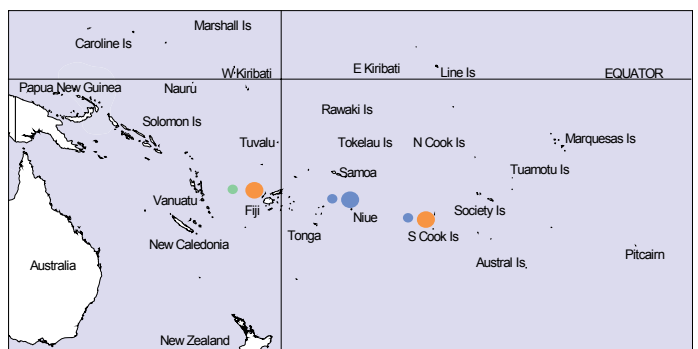 Marshall Is
Caroline Is
W Kiribati
E Kiribati
Line Is
EQUATOR
Papua New Guinea
Nauru
Rawaki Is
Solomon Is
Tuvalu
Tokelau Is
N Cook Is
Marquesas Is
Samoa
Tuamotu Is
Vanuatu
Fiji
Niue
Society Is
New Caledonia
Tonga
S Cook Is
Pitcairn
Australia
Austral Is
New Zealand